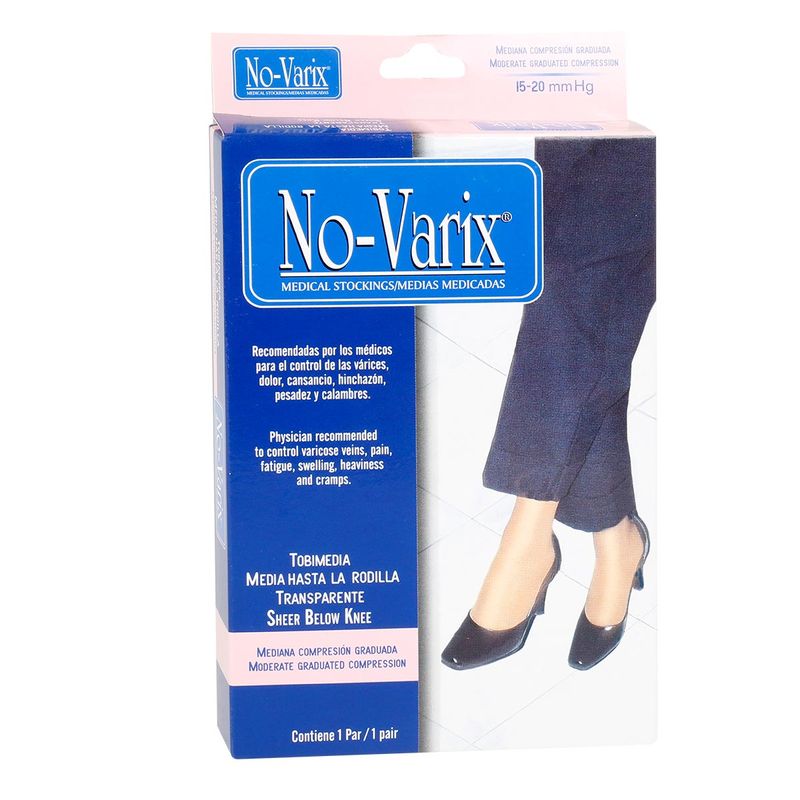 No-Varix®
MEDICAL STOCKINGS/MEDIAS MEDICADAS
MEDIANA COMPRESIÓN GRADUADA
MODERATE GRADUATED COMPRESSION
15-20 mmHg
No-Varix®
MEDICAL STOCKINGS/MEDIAS MEDICADAS
Recomendadas por los médicos
para el control de las várices,
dolor, cansancio, hinchazón,
pesadez y calambres.
Physician recommended
to control varicose veins, pain,
fatigue, swelling, heaviness
and cramps.
TOBIMEDIA
MEDIA HASTA LA RODILLA
TRANSPARENTE
SHEER BELOW KNEE
MEDIANA COMPRESIÓN GRADUADA
MODERATE GRADUATED COMPRESSION
Contiene 1 Par / 1 pair
No-Varix